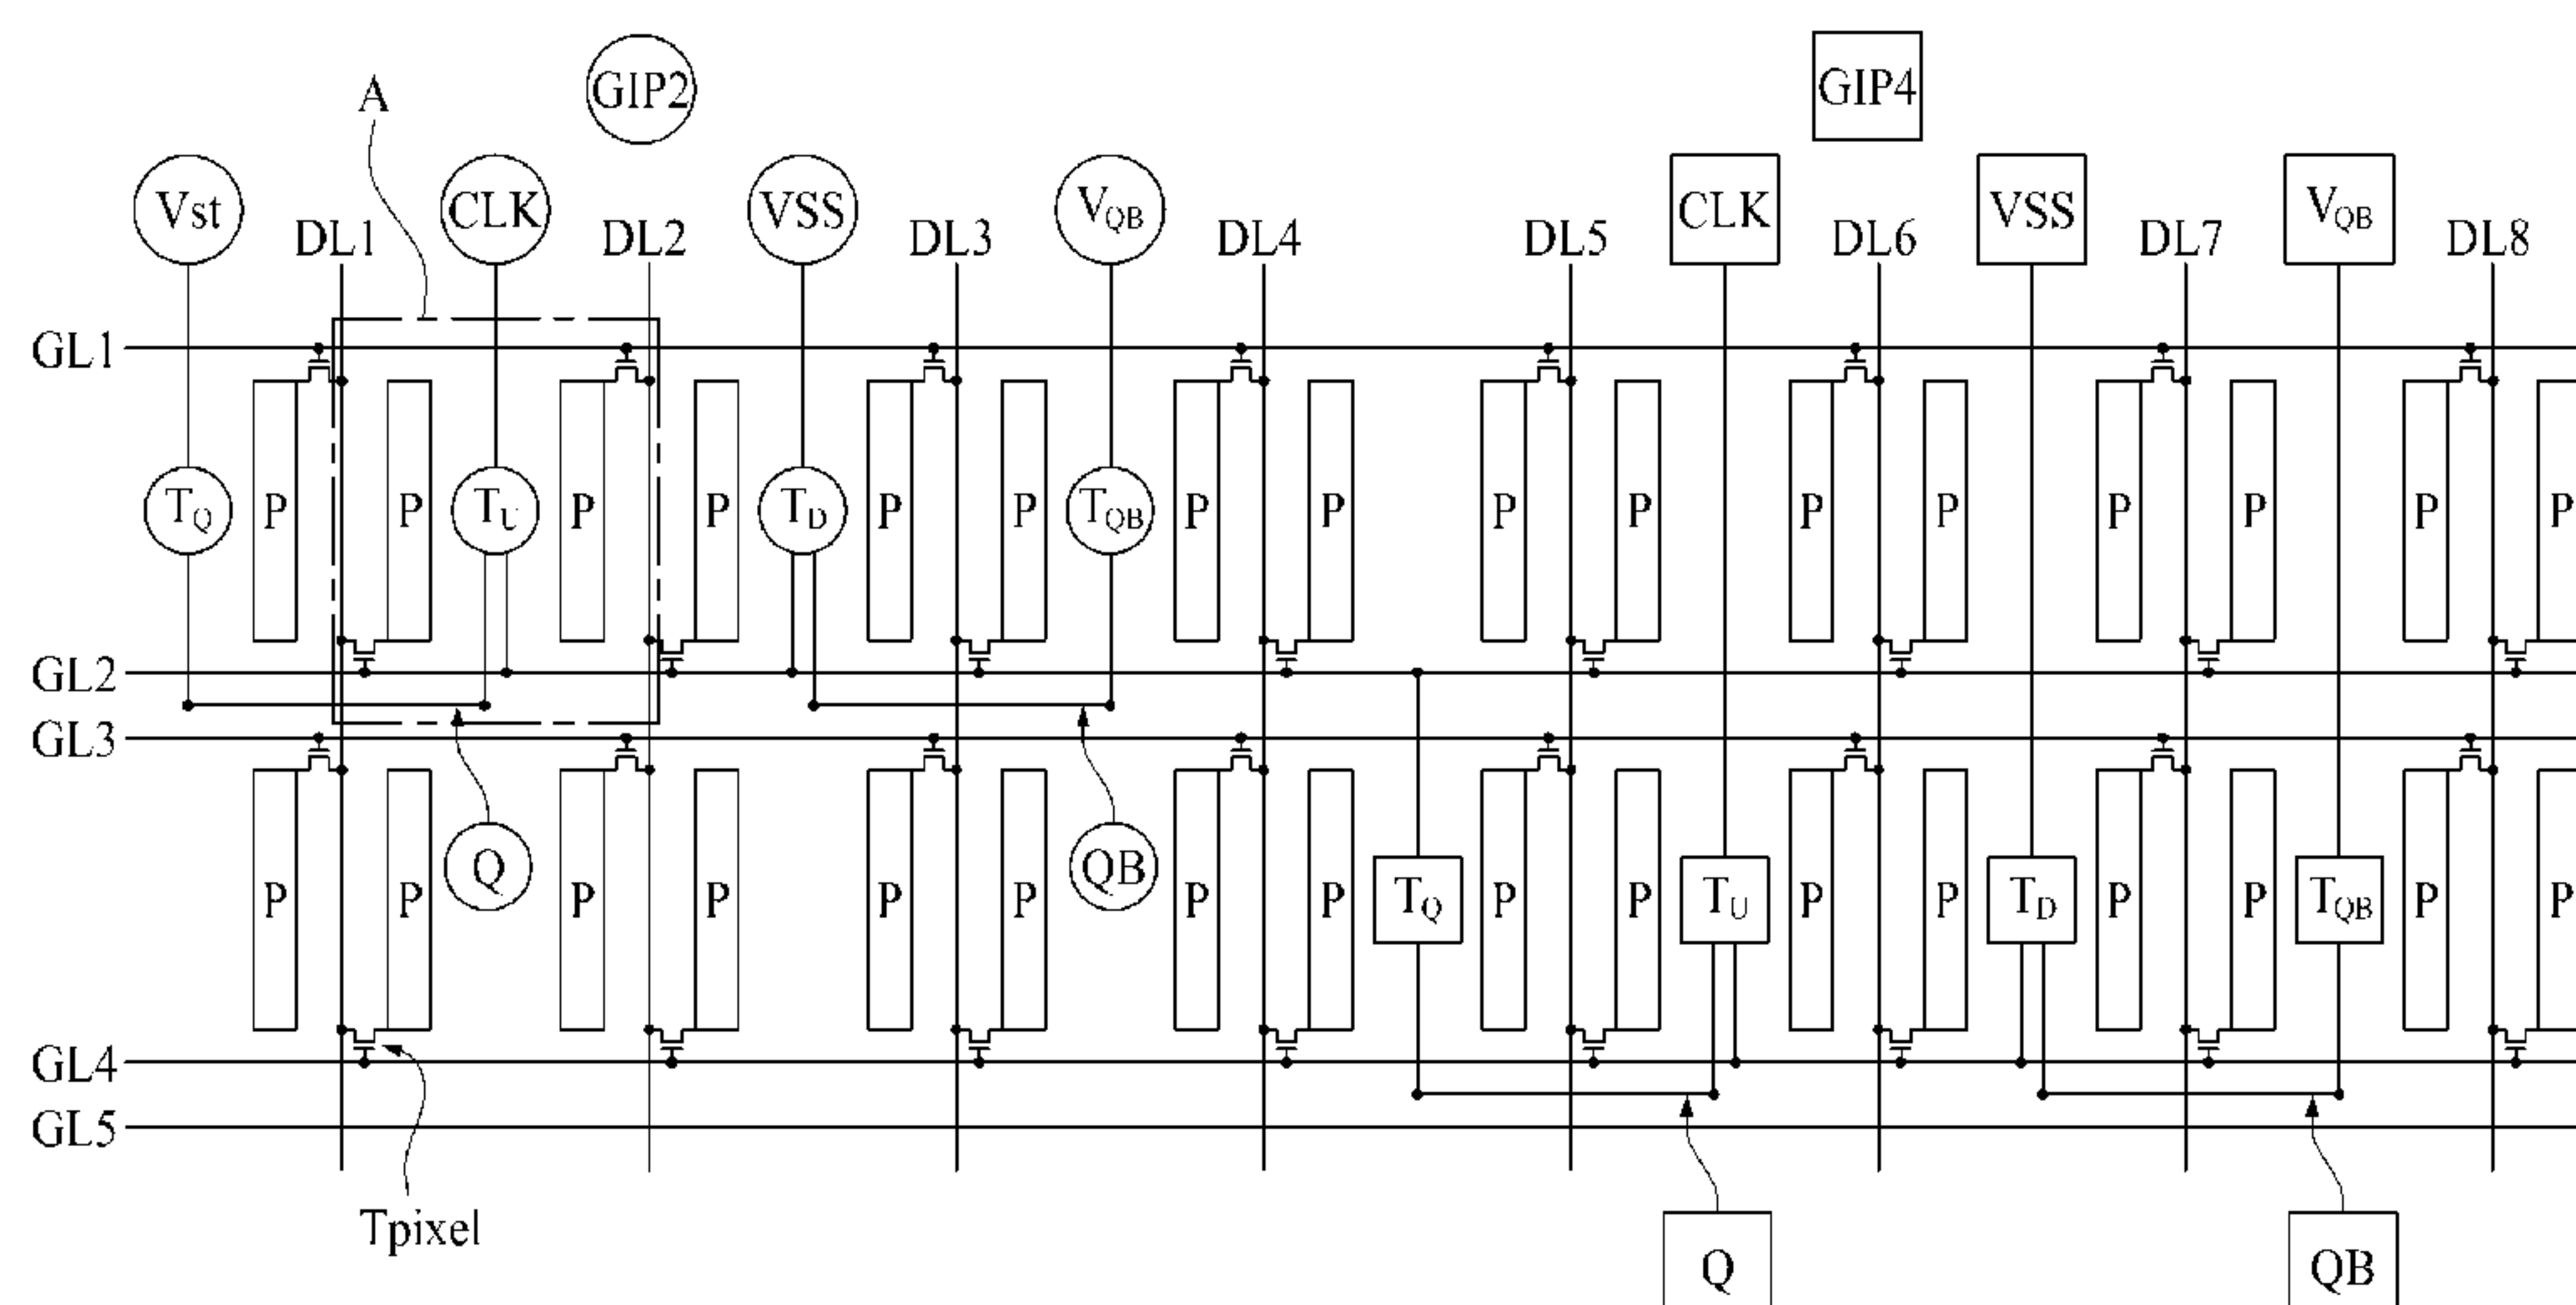 GIP2 GIP4
A
Vst CLK VSS VQB CLK VSS VQB
DL1 DL2 DL3 DL4 DL5 DL6 DL7 DL8
GL1
TQ P P TU P P TD P P TQB P P P P P P P P P P
GL2
GL3
Q QB
P P P P P P P P TQ P P TU P P TD P P TQB P P
GL4
GL5
Tpixel
Q QB